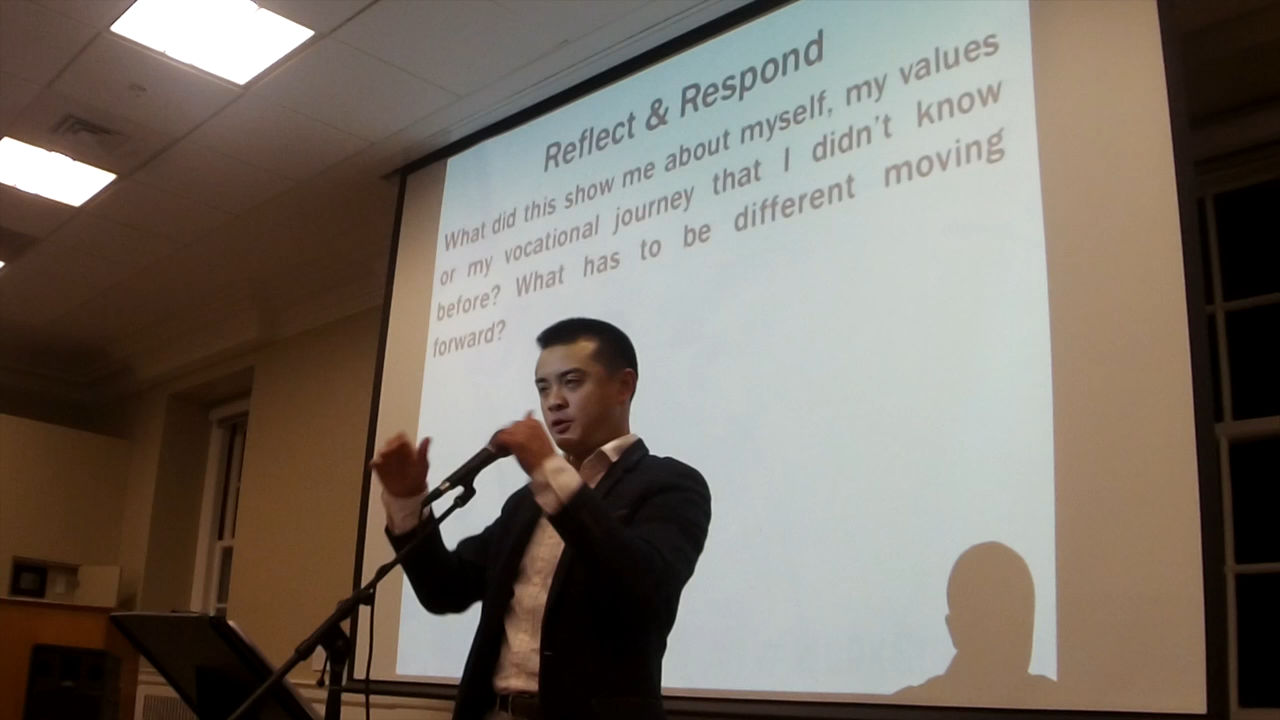 Reflect & Respond
What did this show me about myself, my values
or my vocational journey that I didn't know
before? What has to be different moving
forward?